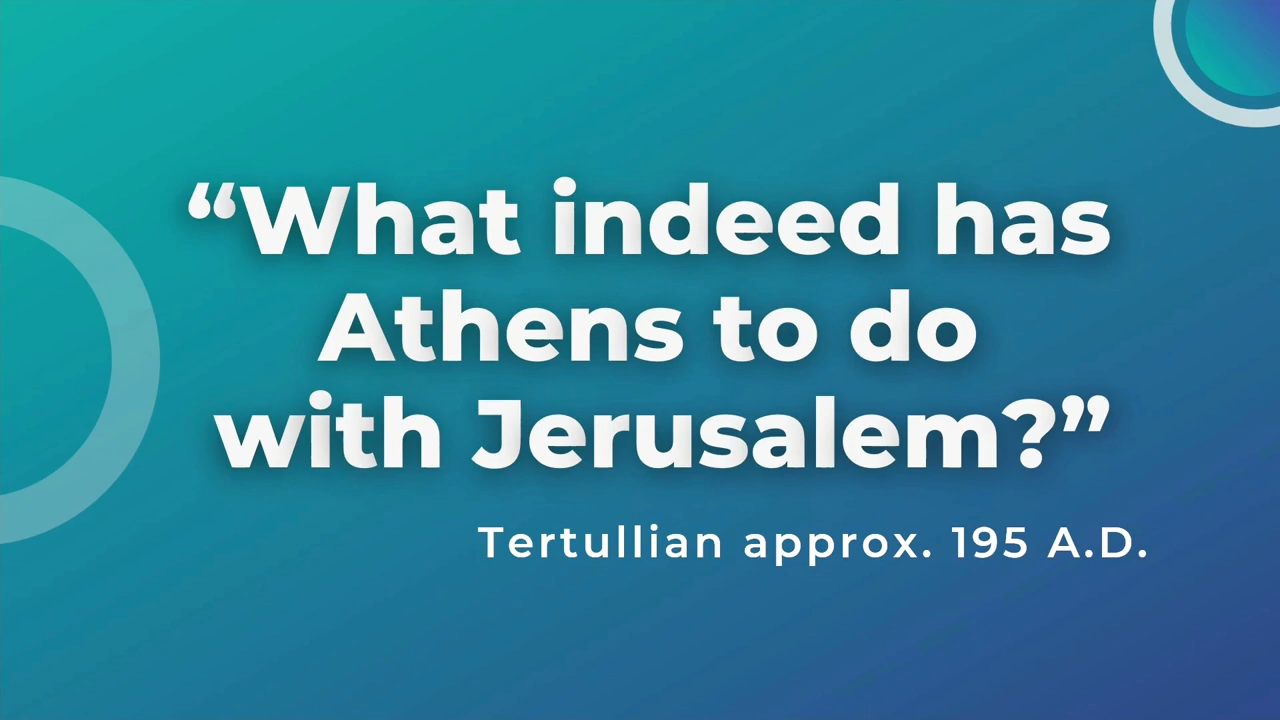 “What indeed has
Athens to do
with Jerusalem?”
Tertullian approx. 195 A.D.